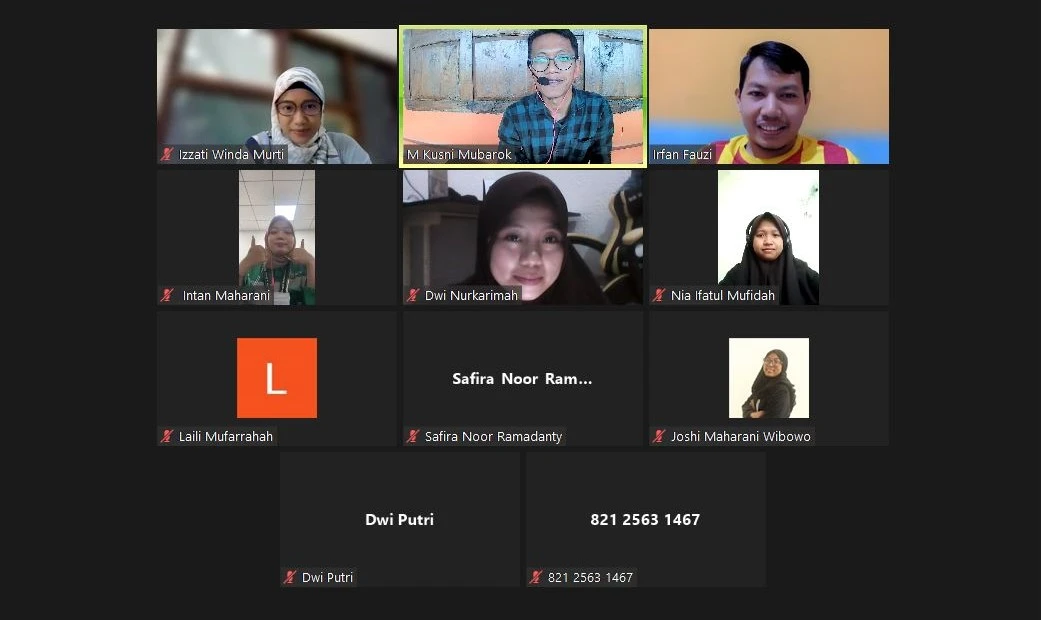 Izzati Winda Murti
M Kusni Mubarok
Irfan Fauzi
Intan Maharani
Dwi Nurkarimah
Nia Ifatul Mufidah
L
Laili Mufarrahah
Safira Noor Ram...
Safira Noor Ramadanty
Joshi Maharani Wibowo
Dwi Putri
Dwi Putri
821 2563 1467
821 2563 1467